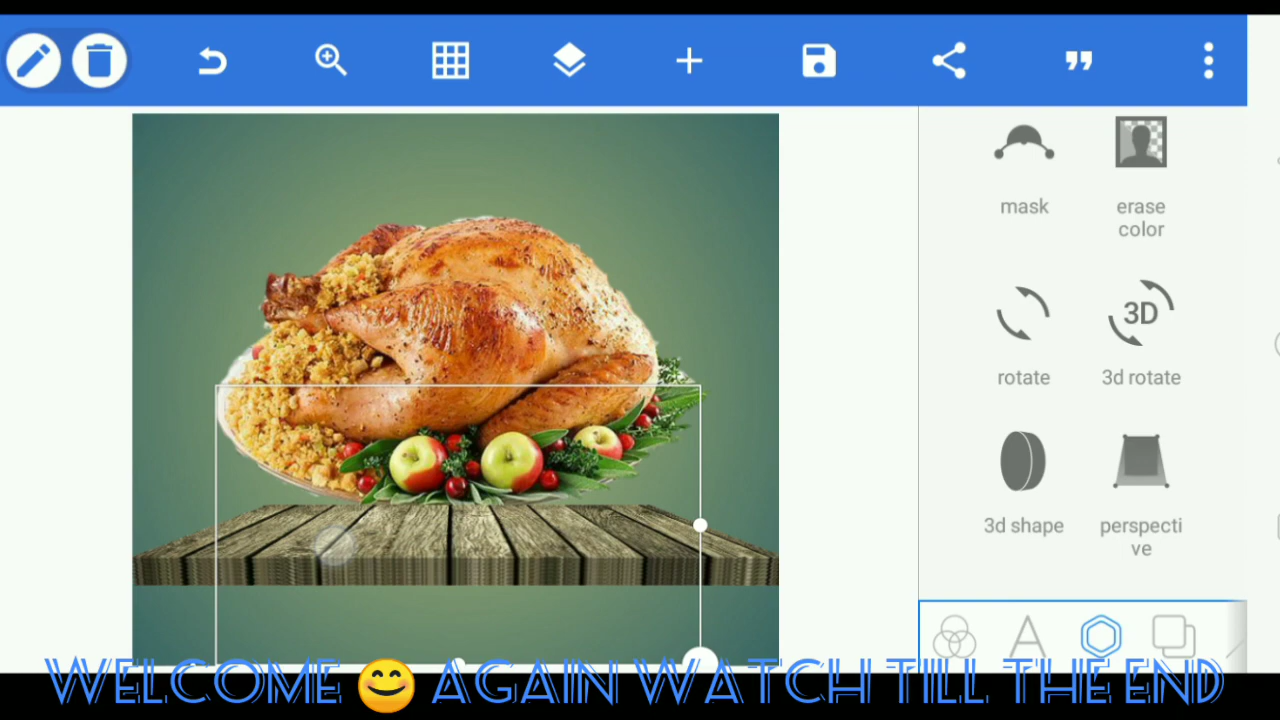 mask
erase
color
3D
rotate
3d rotate
3d shape
perspecti
ve
A
WELCOME 😊 AGAIN WATCH TILL THE END